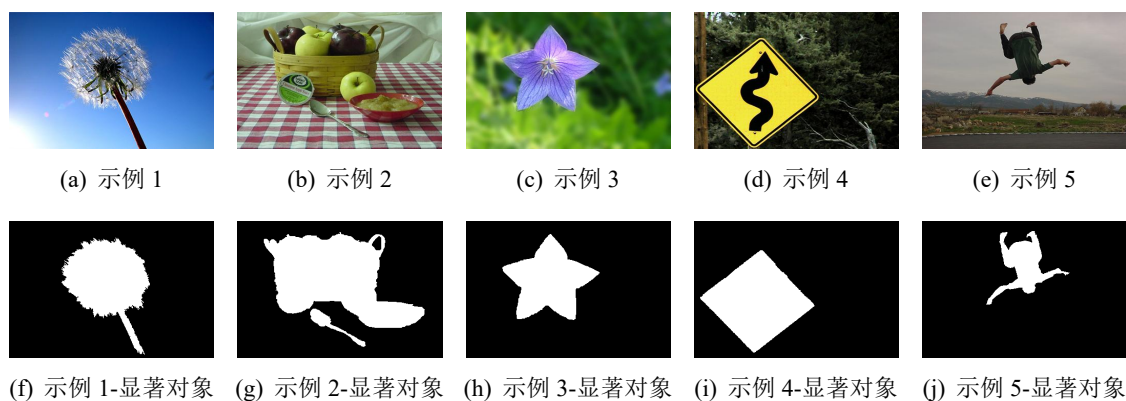 (a) 示例 1
(b) 示例 2
(c) 示例 3
(d) 示例 4
(e) 示例 5
(f) 示例 1-显著对象
(g) 示例 2-显著对象
(h) 示例 3-显著对象
(i) 示例 4-显著对象
(j) 示例 5-显著对象